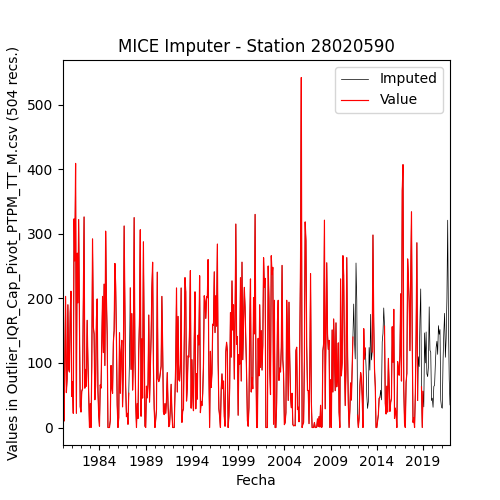 MICE Imputer - Station 28020590
Imputed
Value
Values in Outlier_IQR_Cap_Pivot_PTPM_TT_M.csv (504 recs.)
500
400
300
200
100
0
1984 1989 1994 1999 2004 2009 2014 2019
Fecha